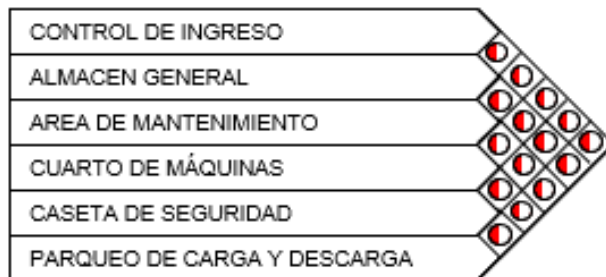 CONTROL DE INGRESO
ALMACEN GENERAL
AREA DE MANTENIMIENTO
CUARTO DE MÁQUINAS
CASETA DE SEGURIDAD
PARQUEO DE CARGA Y DESCARGA